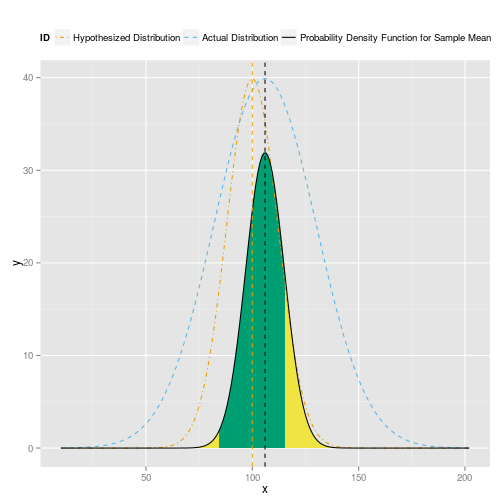 ID Hypothesized Distribution Actual Distribution Probability Density Function for Sample Mean
40
30
20
10
0
y
50 100 150 200
x